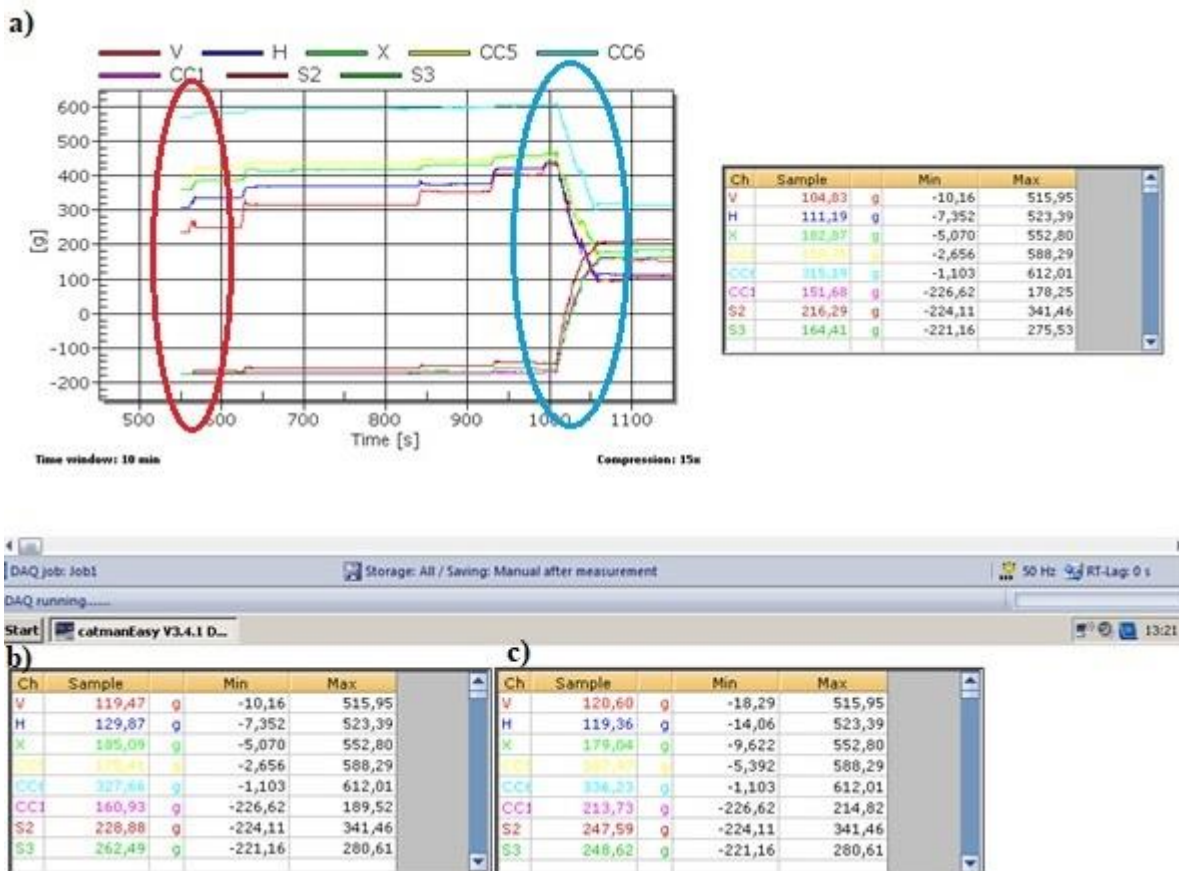 a)
V H X CC5 CC6
CC1 S2 S3
600
500
400
300
200
100
0
-100
-200
[g]
500 600 700 800 900 1000 1100
Time [s]
Time window: 10 min Compression: 15x
Ch Sample Min Max
V 104,83 g -10,16 515,95
H 111,19 g -7,352 523,39
X 182,87 g -5,070 552,80
g -2,656 588,29
CC6 315,19 g -1,103 612,01
CC1 151,68 g -226,62 178,25
S2 216,29 g -224,11 341,46
S3 164,41 g -221,16 275,53
DAQ job: Job1 Storage: All / Saving: Manual after measurement 50 Hz RT-Lag: 0 s
DAQ running......
Start catmanEasy V3.4.1 D... 13:21
b)
Ch Sample Min Max
V 119,47 g -10,16 515,95
H 129,87 g -7,352 523,39
X 185,09 g -5,070 552,80
g -2,656 588,29
CC6 327,66 g -1,103 612,01
CC1 160,93 g -226,62 189,52
S2 228,88 g -224,11 341,46
S3 262,49 g -221,16 280,61
c)
Ch Sample Min Max
V 120,60 g -18,29 515,95
H 119,36 g -14,06 523,39
X 179,04 g -9,622 552,80
g -5,392 588,29
CC6 336,23 g -1,103 612,01
CC1 213,73 g -226,62 214,82
S2 247,59 g -224,11 341,46
S3 248,62 g -221,16 280,61